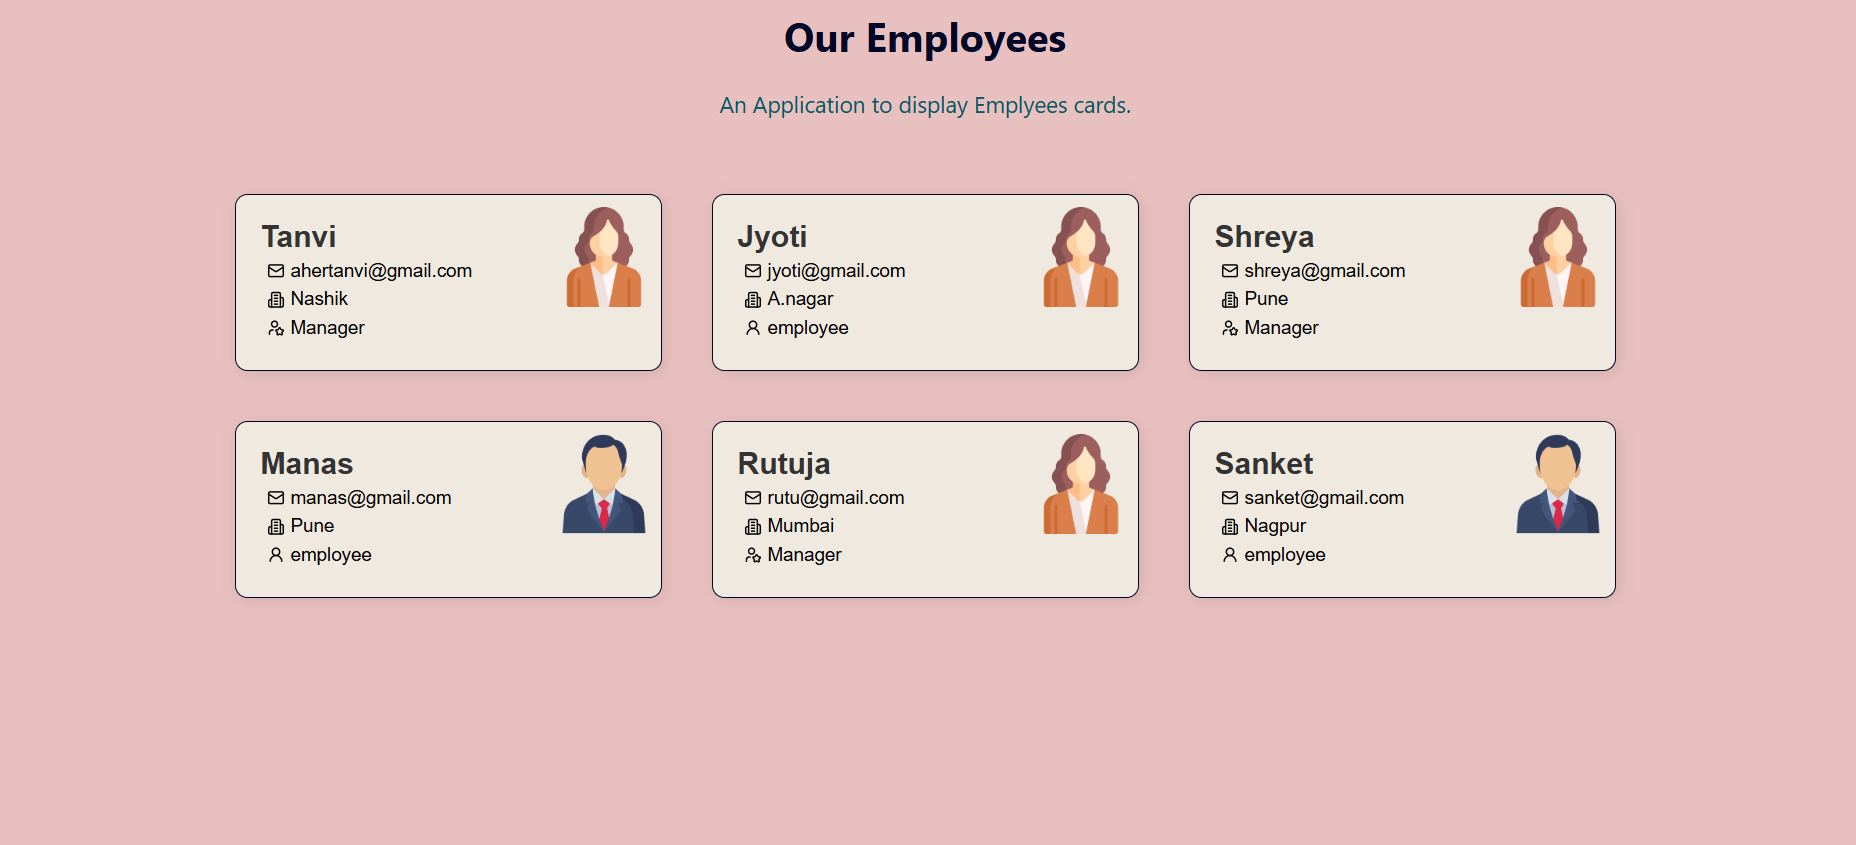 Our Employees
An Application to display Emplyees cards.
Tanvi
ahertanvi@gmail.com
Nashik
Manager
Jyoti
jyoti@gmail.com
A.nagar
employee
Shreya
shreya@gmail.com
Pune
Manager
Manas
manas@gmail.com
Pune
employee
Rutuja
rutu@gmail.com
Mumbai
Manager
Sanket
sanket@gmail.com
Nagpur
employee